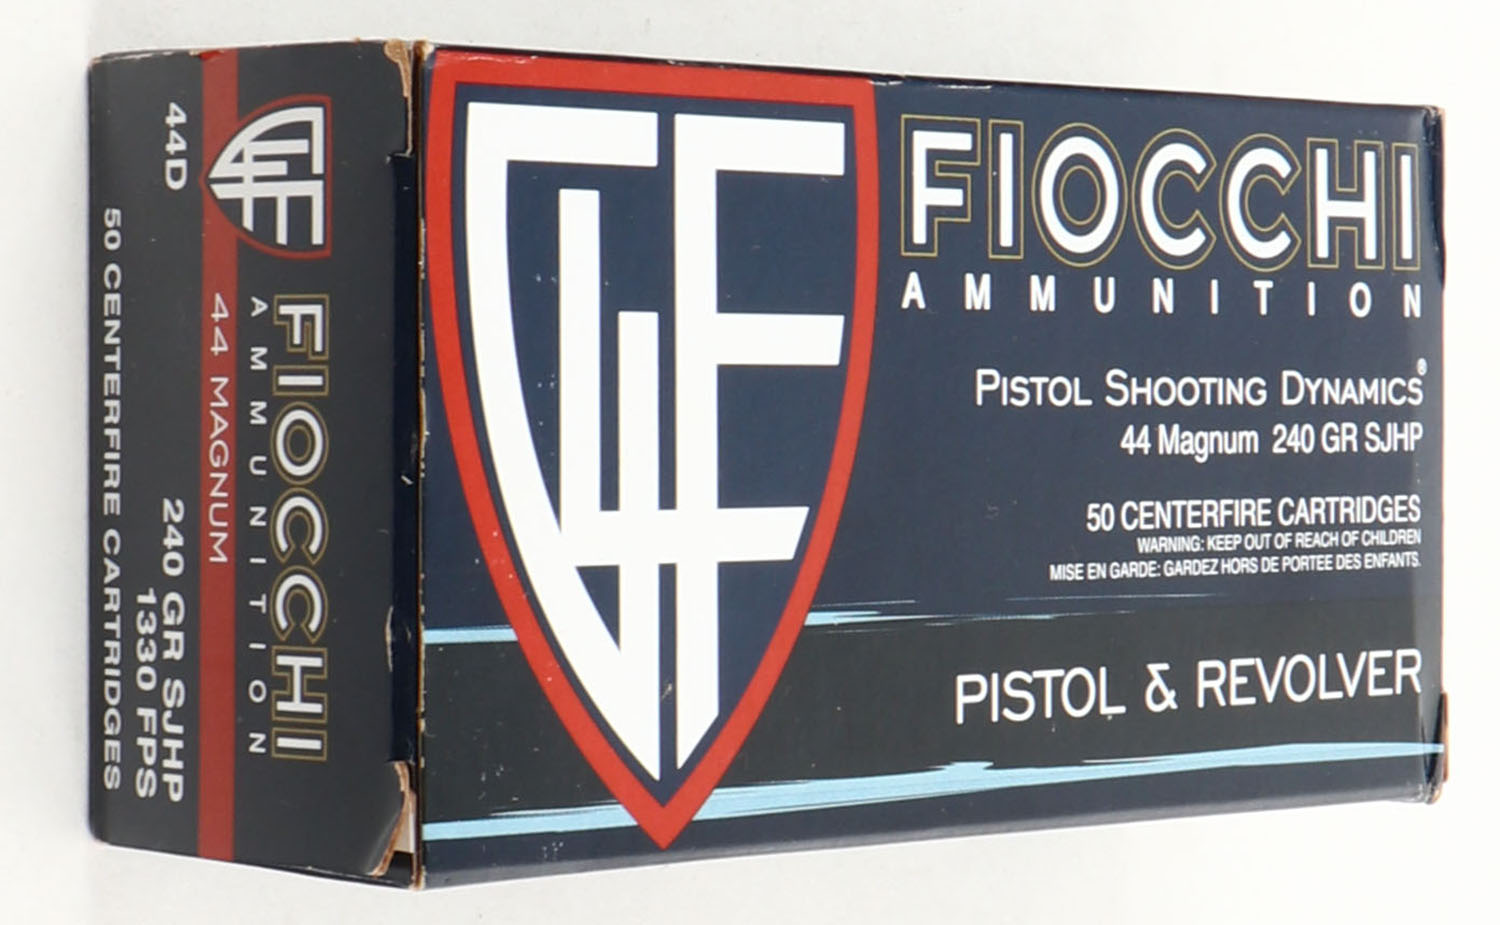 FIOCCHI
AMMUNITION
PISTOL SHOOTING DYNAMICS®
44 Magnum 240 GR SJHP
50 CENTERFIRE CARTRIDGES
WARNING: KEEP OUT OF REACH OF CHILDREN
MISE EN GARDE: GARDEZ HORS DE PORTEE DES ENFANTS.
PISTOL & REVOLVER
GFL
FIOCCHI
AMMUNITION
GFL
44 MAGNUM
44D
240 GR SJHP
1330 FPS
50 CENTERFIRE CARTRIDGES